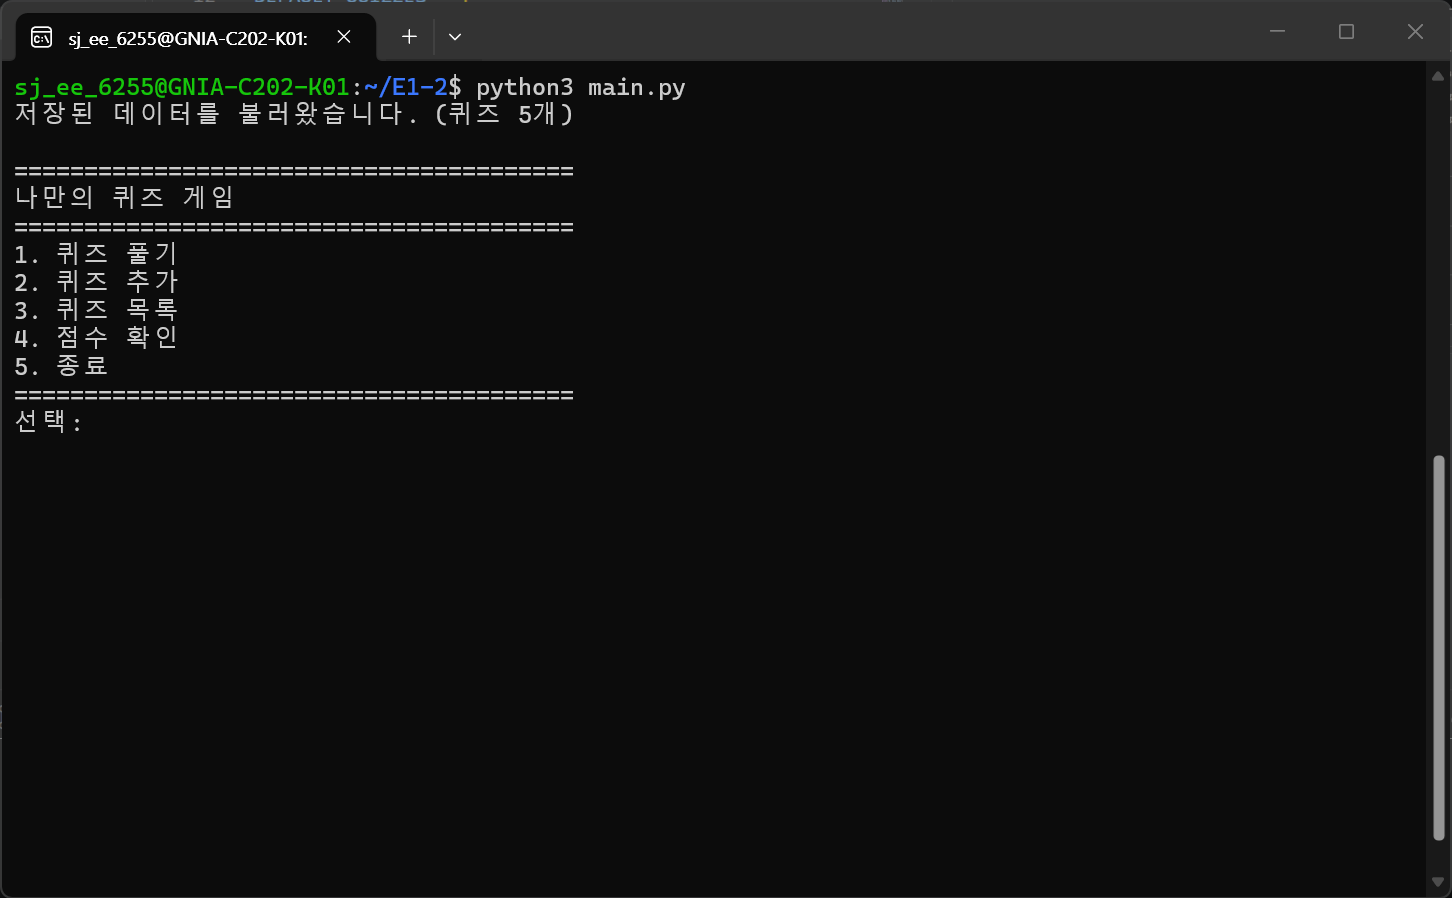 sj_ee_6255@GNIA-C202-K01:
sj_ee_6255@GNIA-C202-K01:~/E1-2$ python3 main.py
저장된 데이터를 불러왔습니다. (퀴즈 5개)
========================================
나만의 퀴즈 게임
========================================
1. 퀴즈 풀기
2. 퀴즈 추가
3. 퀴즈 목록
4. 점수 확인
5. 종료
========================================
선택: